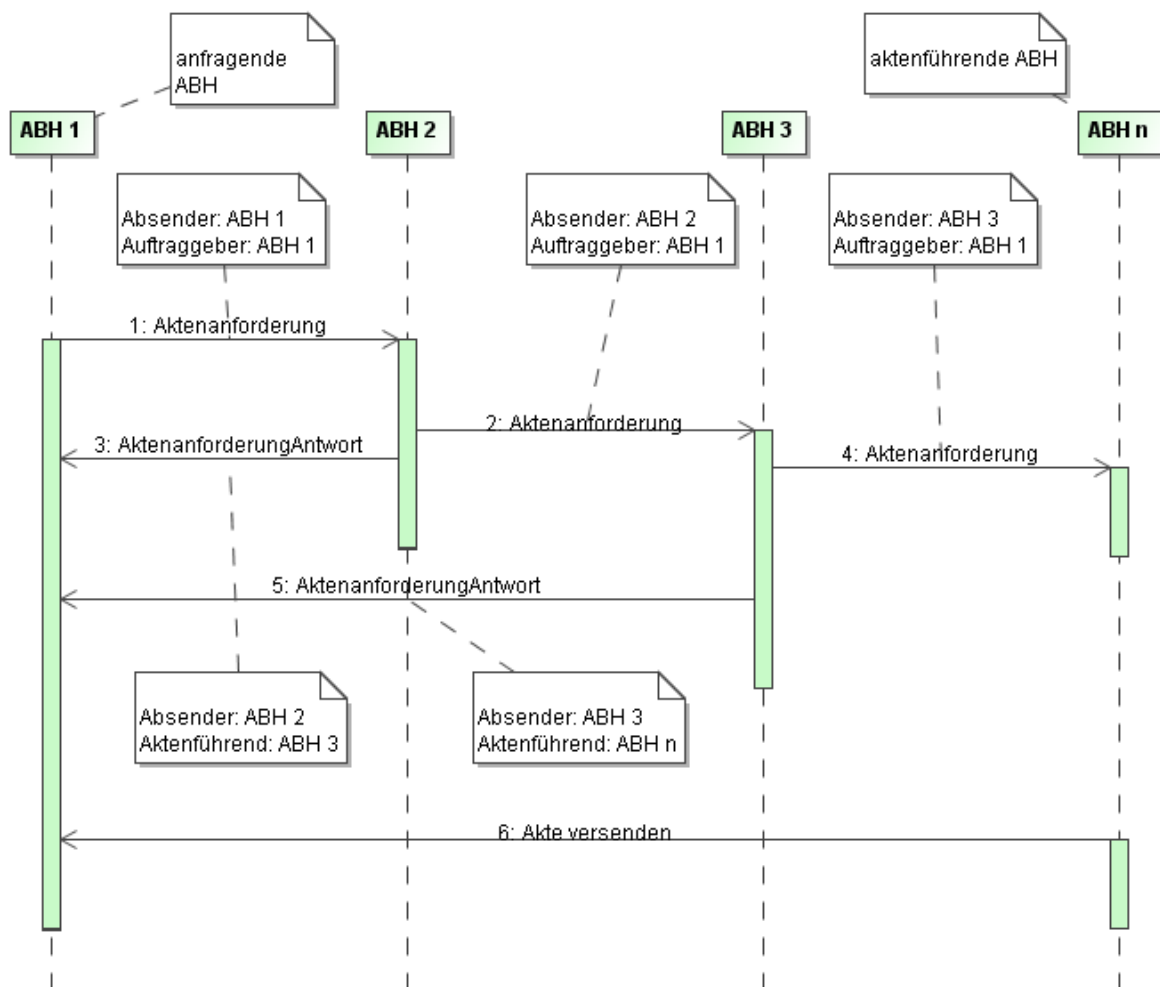 anfragende
ABH
aktenführende ABH
ABH 1
ABH 2
ABH 3
ABH n
Absender: ABH 1
Auftraggeber: ABH 1
Absender: ABH 2
Auftraggeber: ABH 1
Absender: ABH 3
Auftraggeber: ABH 1
1: Aktenanforderung
2: Aktenanforderung
3: AktenanforderungAntwort
4: Aktenanforderung
5: AktenanforderungAntwort
Absender: ABH 2
Aktenführend: ABH 3
Absender: ABH 3
Aktenführend: ABH n
6: Akte versenden